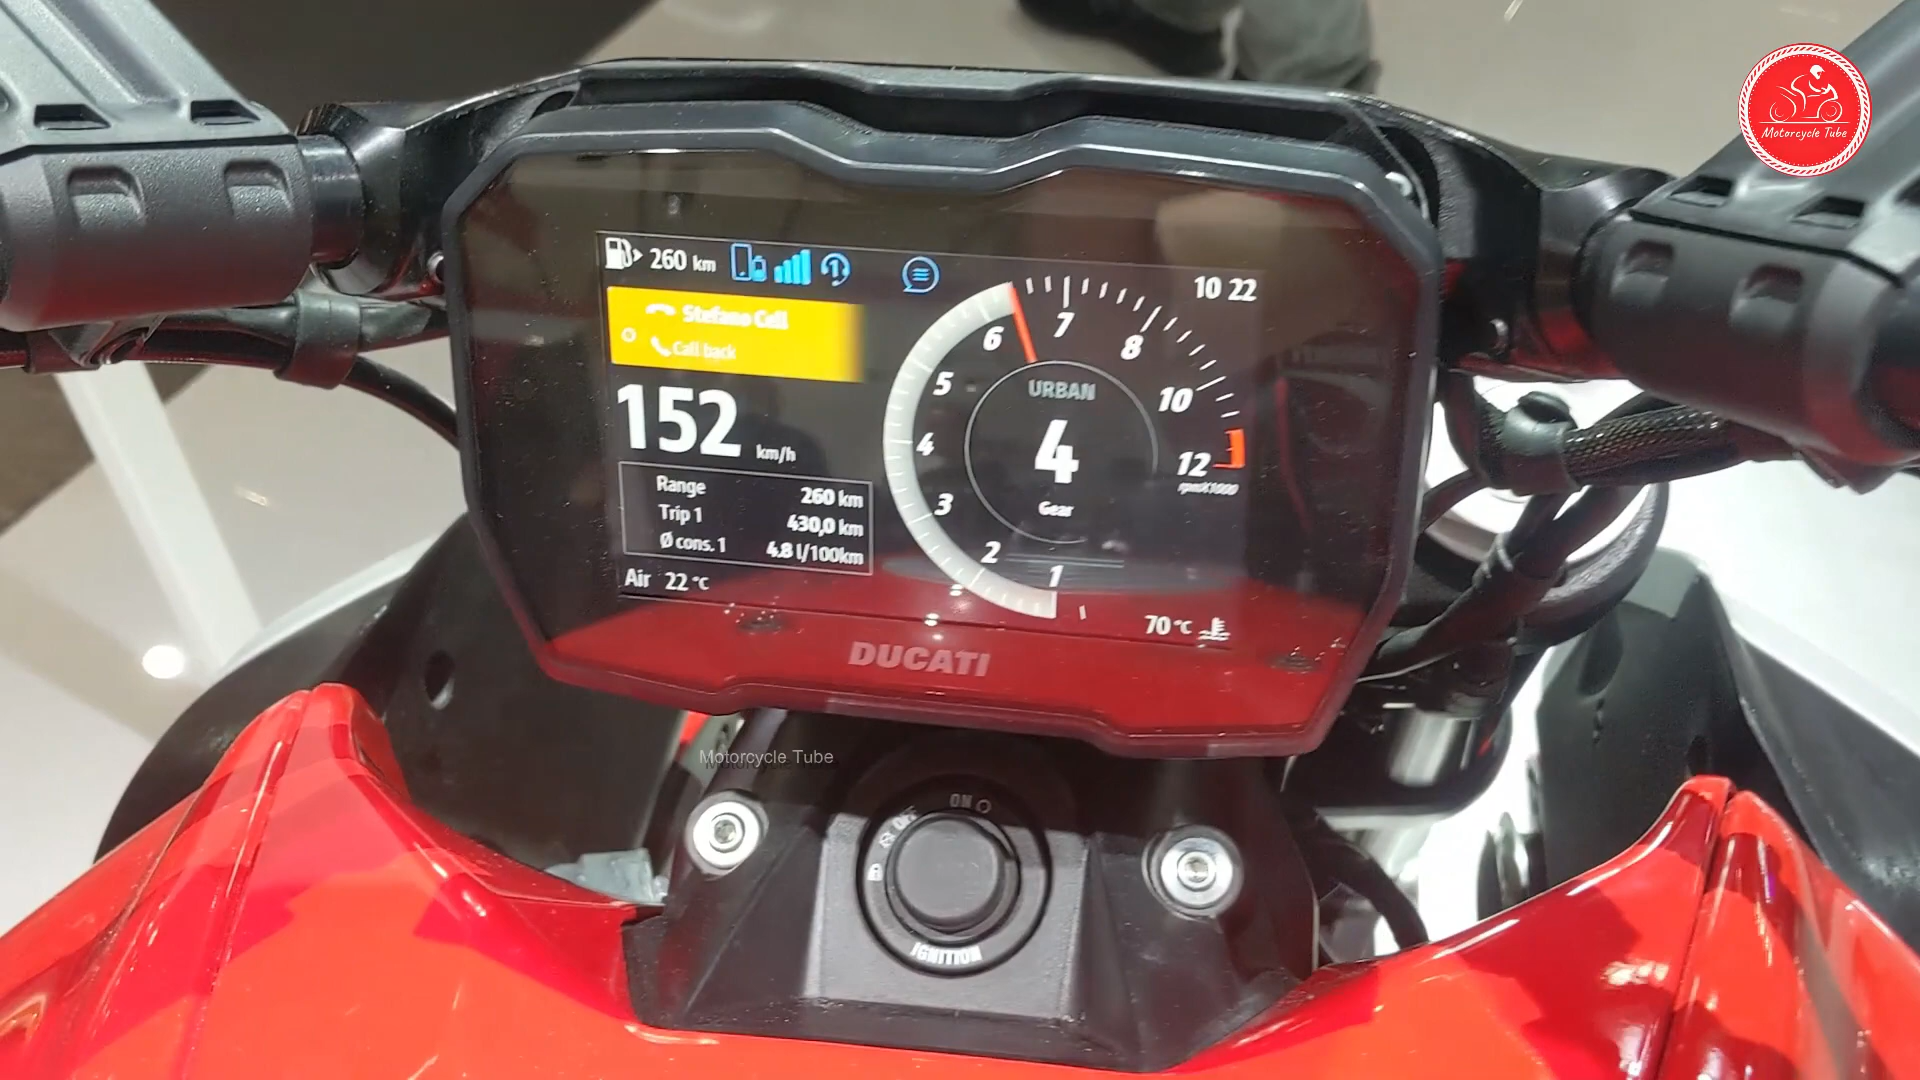 Motorcycle Tube
260 km
10 22
Stefano Cell
Call back
152 km/h
Range 260 km
Trip 1 430,0 km
Ø cons. 1 4.8 l/100km
Air 22 °C
1
2
3
4
5
6
7
8
10
12
rpmX1000
URBAN
4
Gear
70 °C
DUCATI
Motorcycle Tube
ON
OFF
IGNITION